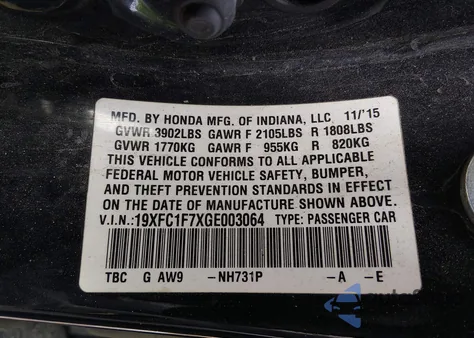 MFD. BY HONDA MFG. OF INDIANA, LLC 11/'15
GVWR 3902LBS GAWR F 2105LBS R 1808LBS
GVWR 1770KG GAWR F 955KG R 820KG
THIS VEHICLE CONFORMS TO ALL APPLICABLE
FEDERAL MOTOR VEHICLE SAFETY, BUMPER,
AND THEFT PREVENTION STANDARDS IN EFFECT
ON THE DATE OF MANUFACTURE SHOWN ABOVE.
V.I.N.: 19XFC1F7XGE003064 TYPE: PASSENGER CAR
TBC G AW9 -NH731P -A -E